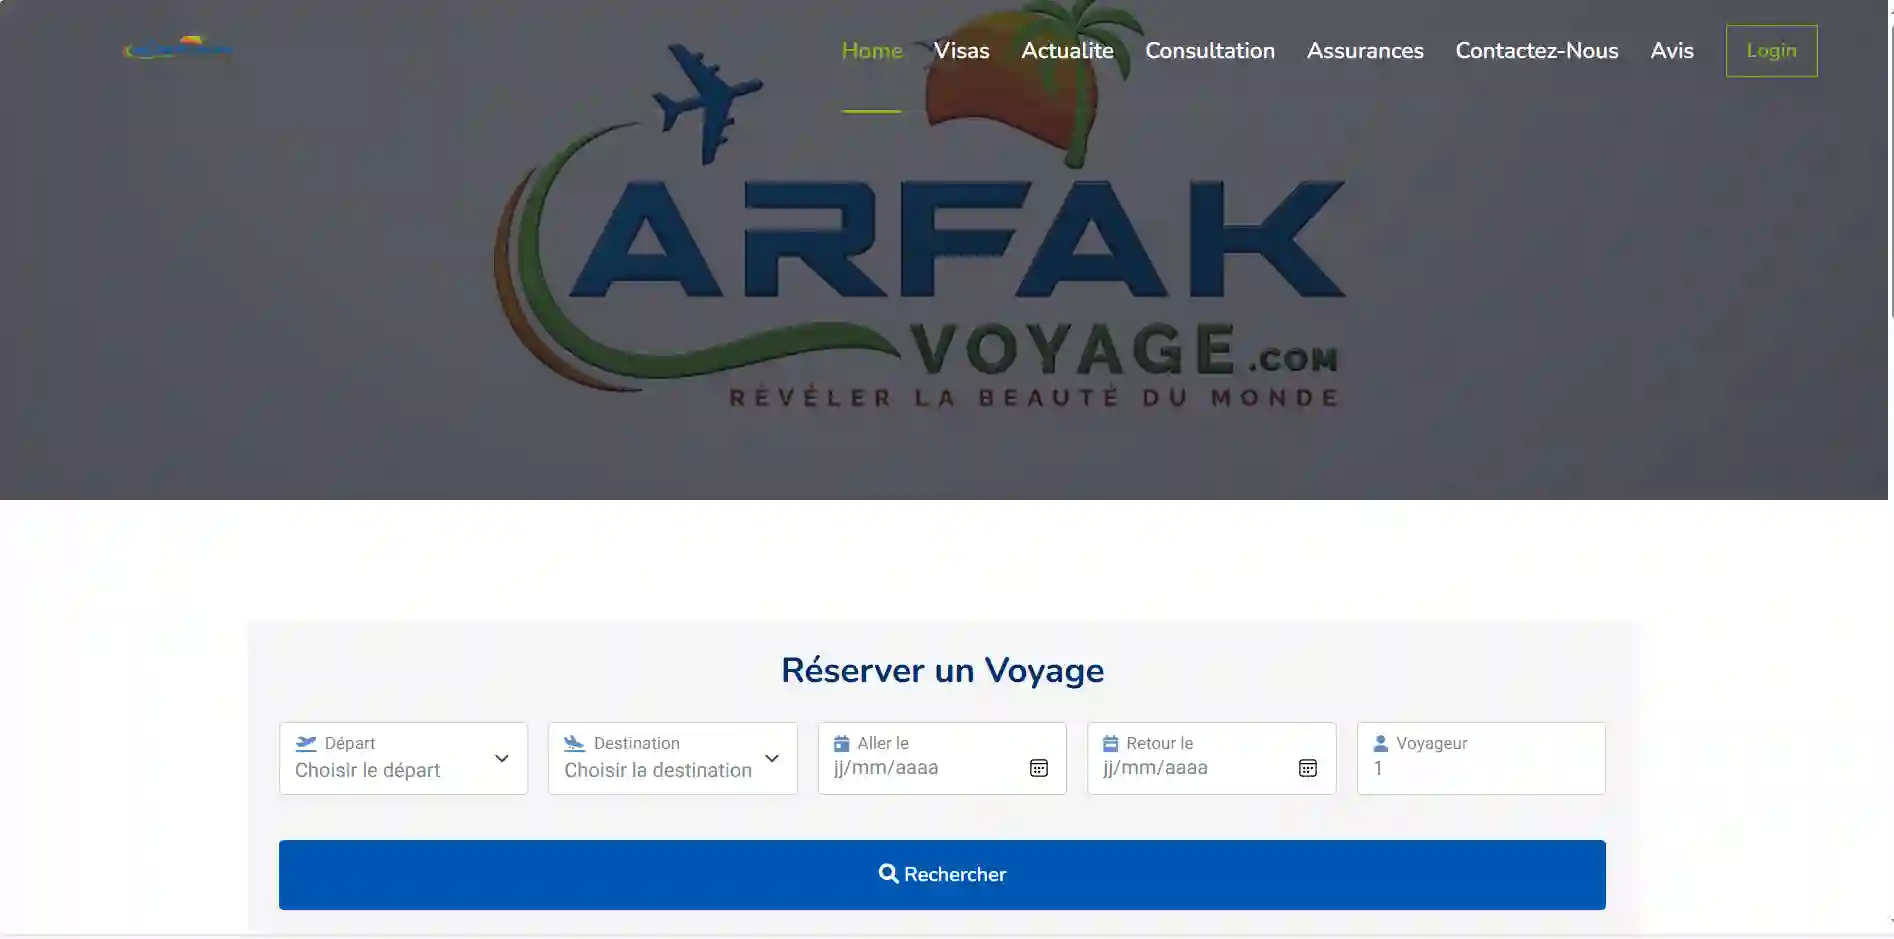 Home Visas Actualite Consultation Assurances Contactez-Nous Avis Login
ARFAK
VOYAGE.COM
RÉVÉLER LA BEAUTÉ DU MONDE
Réserver un Voyage
Départ
Choisir le départ
Destination
Choisir la destination
Aller le
jj/mm/aaaa
Retour le
jj/mm/aaaa
Voyageur
1
Rechercher